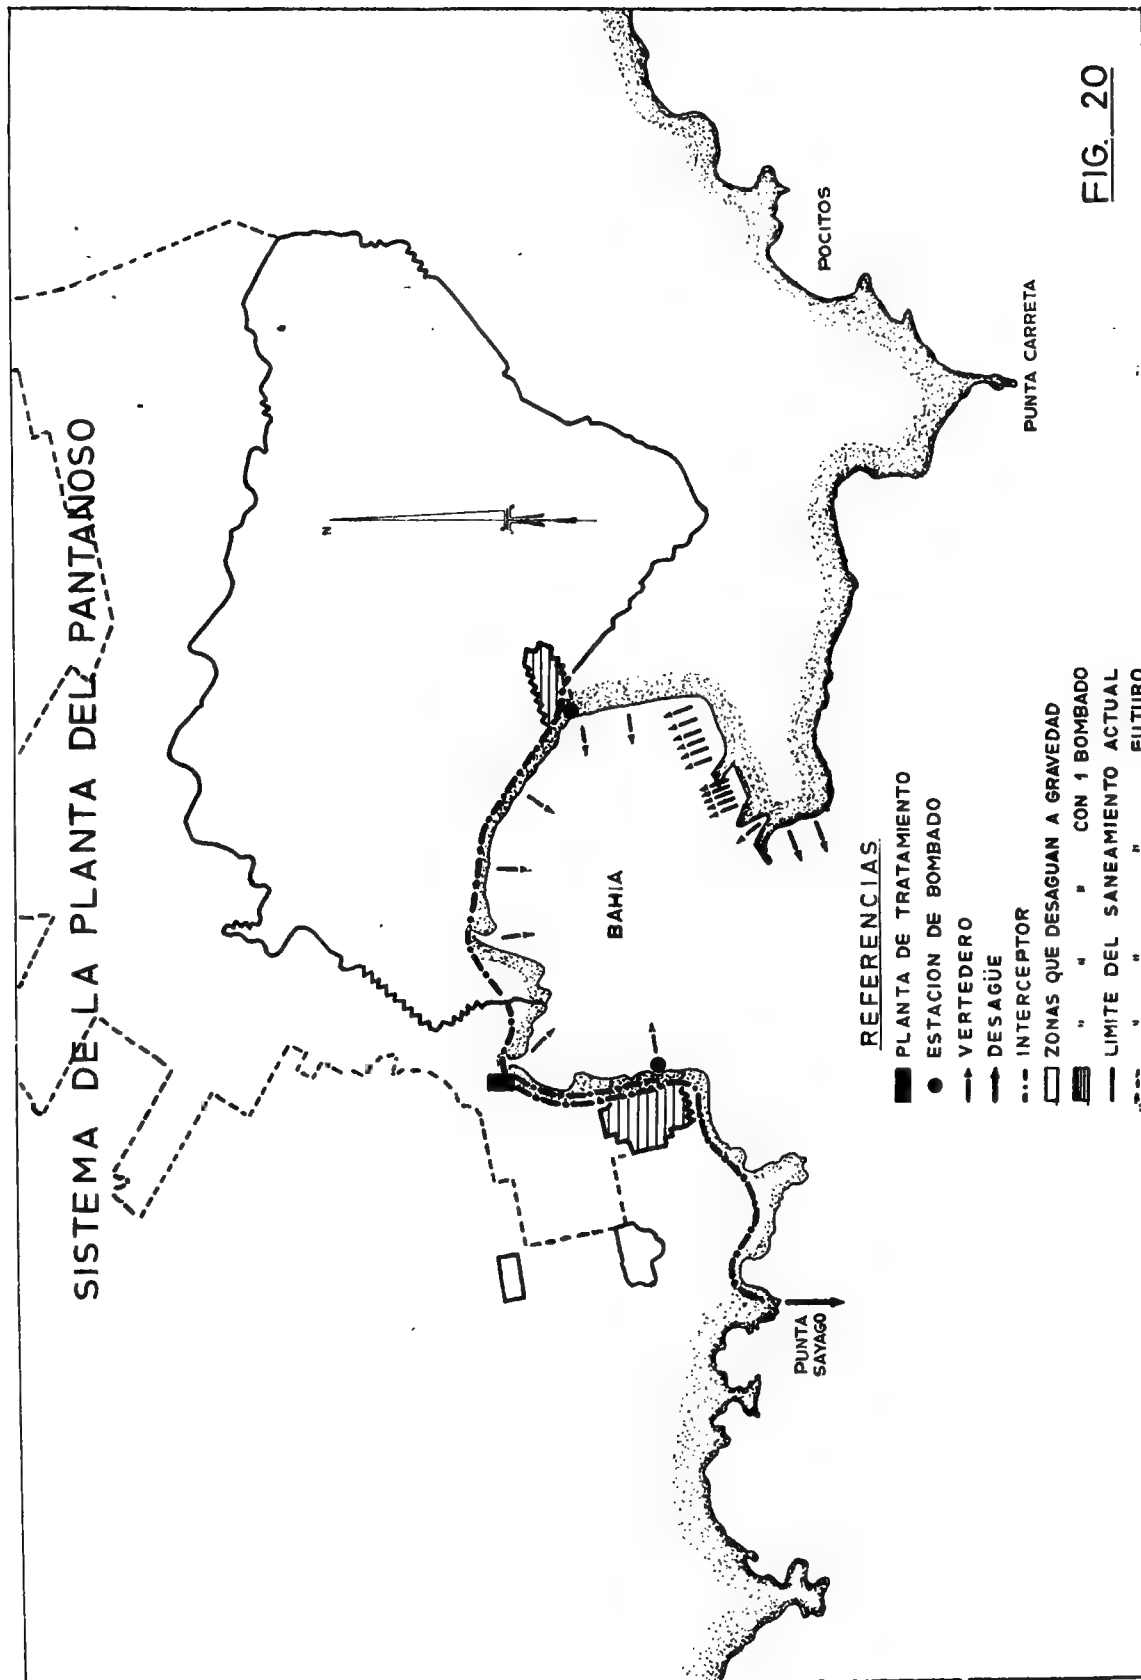 SISTEMA DE LA PLANTA DEL PANTANOSO
N
BAHIA
POCITOS
PUNTA CARRETA
PUNTA
SAYAGO
REFERENCIAS
PLANTA DE TRATAMIENTO
ESTACION DE BOMBADO
VERTEDERO
DESAGÜE
INTERCEPTOR
ZONAS QUE DESAGUAN A GRAVEDAD
" " " CON 1 BOMBADO
LIMITE DEL SANEAMIENTO ACTUAL
" " " FUTURO
FIG. 20